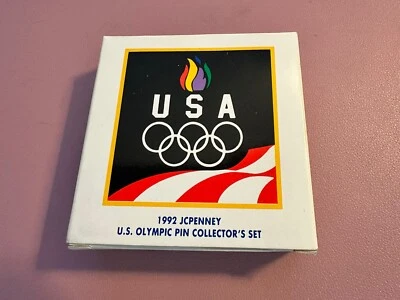 USA
1992 JCPENNEY
U.S. OLYMPIC PIN COLLECTOR'S SET